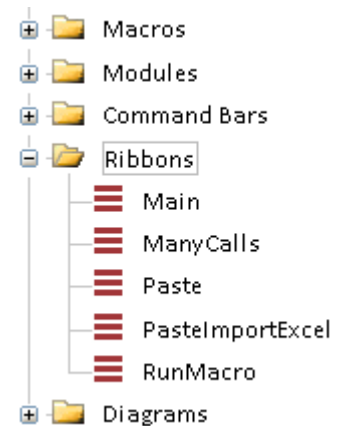 Macros
Modules
Command Bars
Ribbons
Main
ManyCalls
Paste
PasteImportExcel
RunMacro
Diagrams